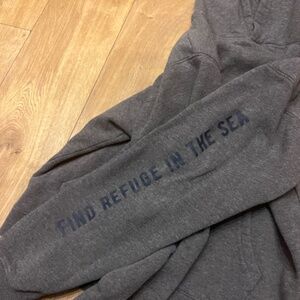 FIND REFUGE IN THE SEA